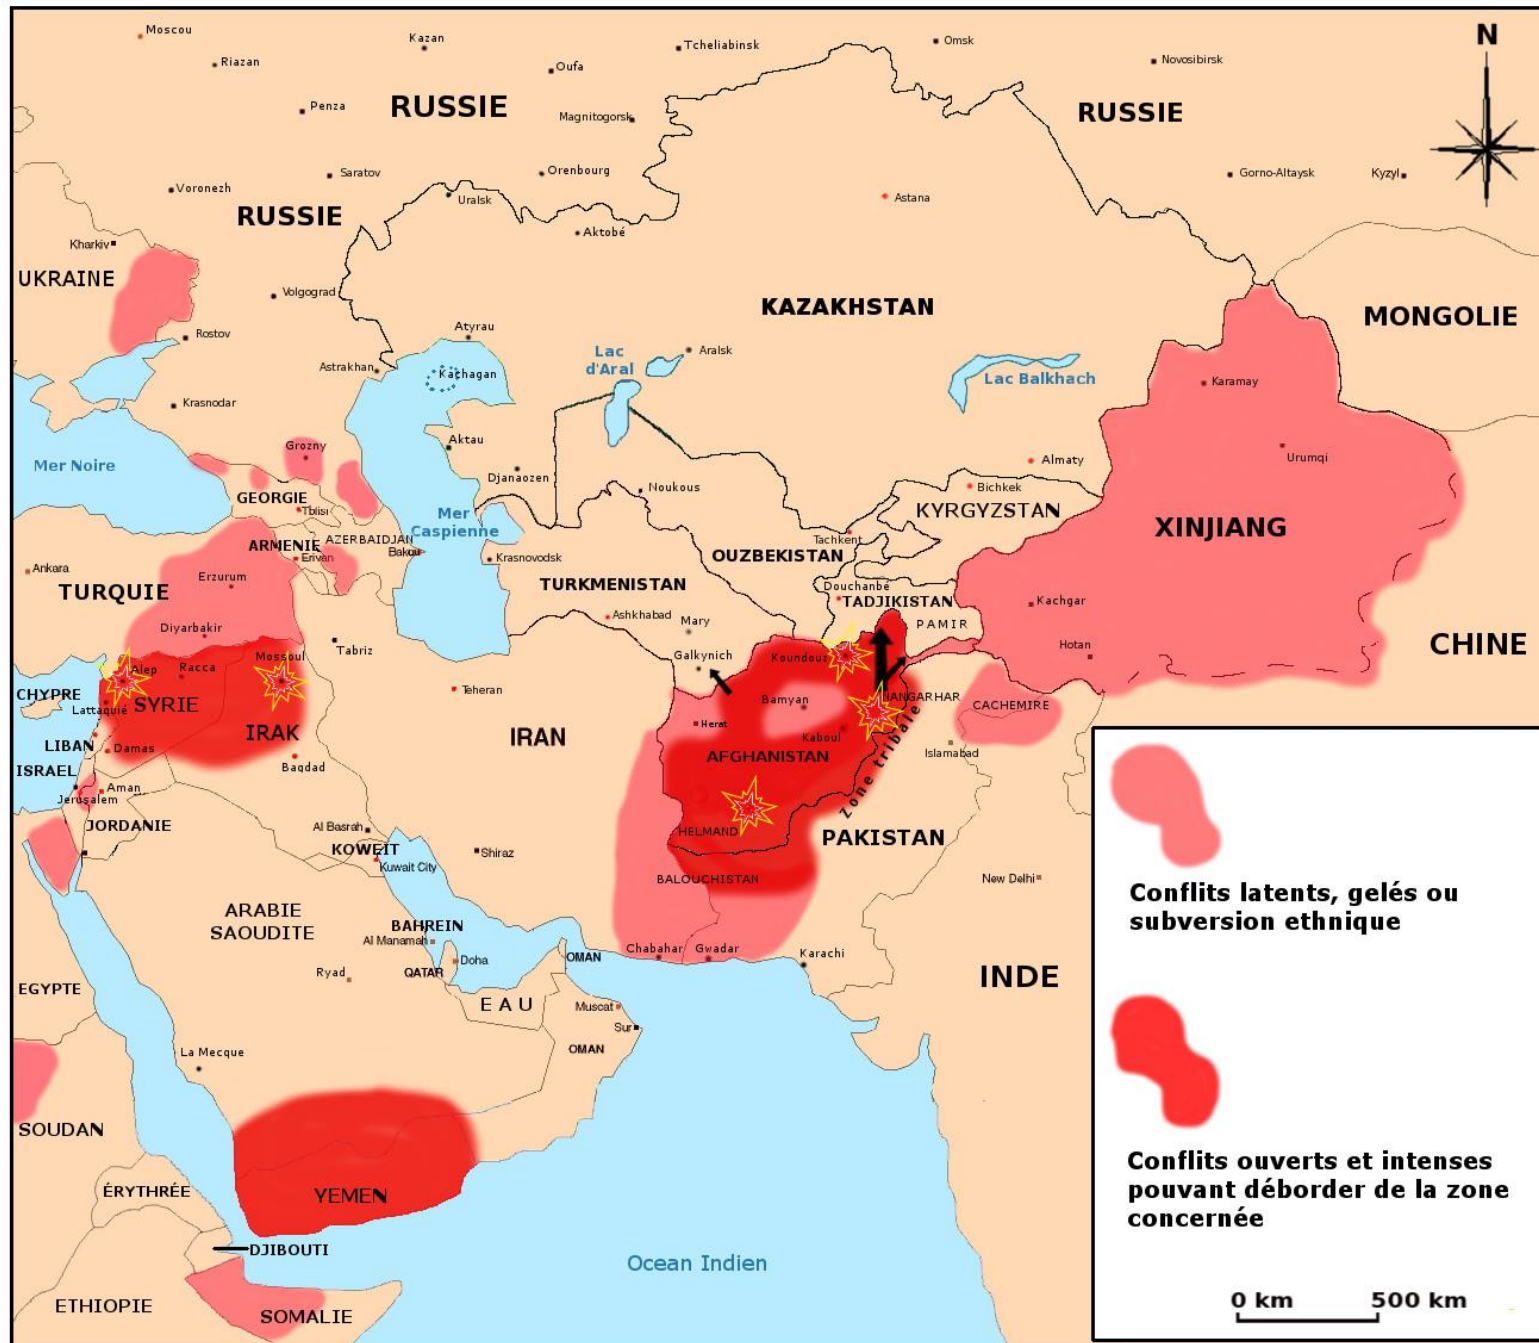 Moscou
Kazan
Tcheliabinsk
Omsk
N
Riazan
Oufa
Novosibirsk
Penza
RUSSIE
Magnitogorsk
RUSSIE
Voronezh
Saratov
Orenbourg
Gorno-Altaysk
Kyzyl
RUSSIE
Uralsk
Astana
Kharkiv
Aktobé
UKRAINE
Volgograd
KAZAKHSTAN
MONGOLIE
Rostov
Atyrau
Lac
d'Aral
Aralsk
Astrakhan
Kachagan
Lac Balkhach
Karamay
Krasnodar
Grozny
Aktau
Almaty
Urumqi
Mer Noire
Djanaozen
Noukous
Bichkek
GEORGIE
Tblisi
Mer
Caspienne
KYRGYZSTAN
XINJIANG
ARMENIE
AZERBAIDJAN
Tachkent
Erivan
Bakou
Krasnovodsk
OUZBEKISTAN
Ankara
Erzurum
TURQUIE
TURKMENISTAN
Douchanbé
TADJIKISTAN
Kachgar
Diyarbakir
Ashkhabad
Mary
PAMIR
Tabriz
Galkynich
Koundouz
Hotan
CHINE
Alep
Racca
Mossoul
CHYPRE
Lattaquié
SYRIE
Teheran
Bamyan
NANGARHAR
CACHEMIRE
Herat
Kaboul
LIBAN
Damas
IRAK
IRAN
AFGHANISTAN
Zone tribale
Islamabad
ISRAEL
Bagdad
Aman
Jerusalem
JORDANIE
Al Basrah
HELMAND
PAKISTAN
KOWEIT
Kuwait City
Shiraz
BALOUCHISTAN
New Delhi
Conflits latents, gelés ou
subversion ethnique
ARABIE
SAOUDITE
BAHREIN
Al Manamah
Chabahar
Gwadar
Karachi
OMAN
Ryad
QATAR
Doha
INDE
EGYPTE
E A U
Muscat
Sur
OMAN
La Mecque
SOUDAN
Conflits ouverts et intenses
pouvant déborder de la zone
concernée
ÉRYTHRÉE
YEMEN
DJIBOUTI
Ocean Indien
ETHIOPIE
SOMALIE
0 km
500 km